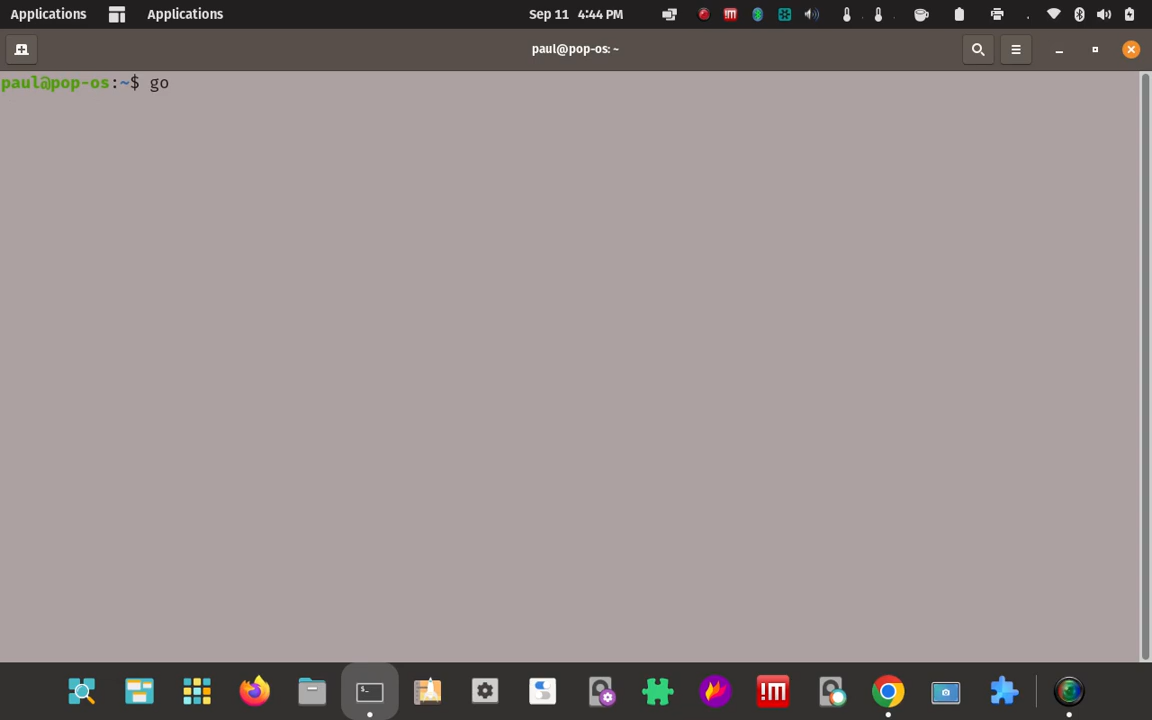 Applications Applications Sep 11 4:44 PM !M
paul@pop-os: ~
paul@pop-os:~$ go
$_ !M